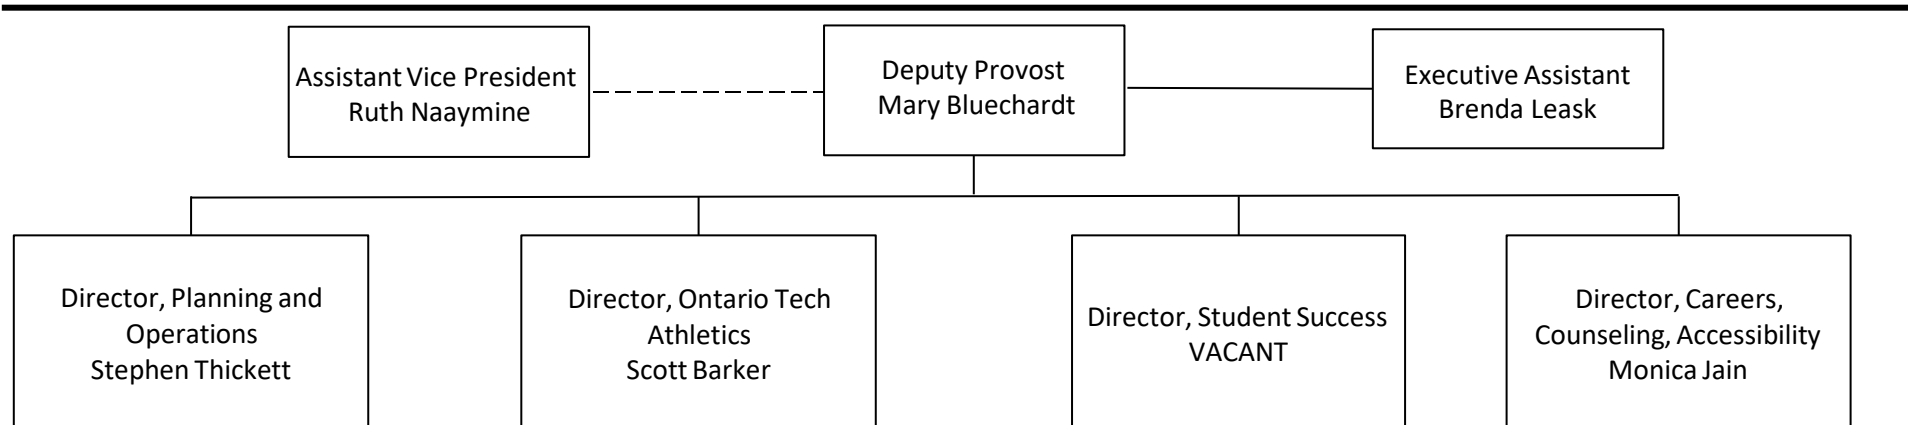 Assistant Vice President
Ruth Naaymine
Deputy Provost
Mary Bluechardt
Executive Assistant
Brenda Leask
Director, Planning and
Operations
Stephen Thickett
Director, Ontario Tech
Athletics
Scott Barker
Director, Student Success
VACANT
Director, Careers,
Counseling, Accessibility
Monica Jain